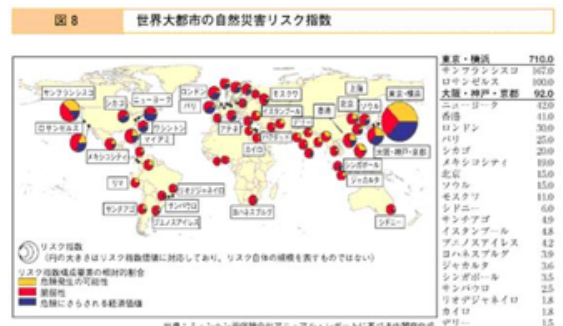 図8 世界大都市の自然災害リスク指数
サンフランシスコ
シカゴ
ニューヨーク
ロンドン
パリ
モスクワ
上海
北京
ソウル
東京・横浜
香港
イスタンブール
デリー
ロサンゼルス
ワシントン
マイアミ
アテネ
カイロ
大阪・神戸・京都
メキシコシティ
シンガポール
ジャカルタ
リマ
リオデジャネイロ
サンパウロ
サンチアゴ
ブエノスアイレス
ヨハネスブルグ
シドニー
リスク指数
(円の大きさはリスク指数価値に対応しており、リスク自体の規模を表すものではない)
リスク指数構成要素の相対的割合
危険発生の可能性
脆弱性
危険にさらされる経済価値
東京・横浜 710.0
サンフランシスコ 167.0
ロサンゼルス 100.0
大阪・神戸・京都 92.0
ニューヨーク 42.0
香港 41.0
ロンドン 30.0
パリ 25.0
シカゴ 20.0
メキシコシティ 19.0
北京 15.0
ソウル 15.0
モスクワ 11.0
シドニー 6.0
サンチアゴ 4.9
イスタンブール 4.8
ブエノスアイレス 4.2
ヨハネスブルグ 3.9
ジャカルタ 3.6
シンガポール 3.5
サンパウロ 2.5
リオデジャネイロ 1.8
カイロ 1.8
デリー 1.5